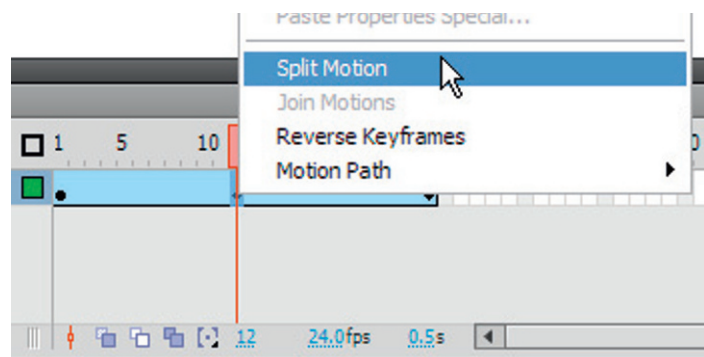 Paste Properties Special...
Split Motion
Join Motions
Reverse Keyframes
Motion Path
1 5 10
12 24.0fps 0.5s